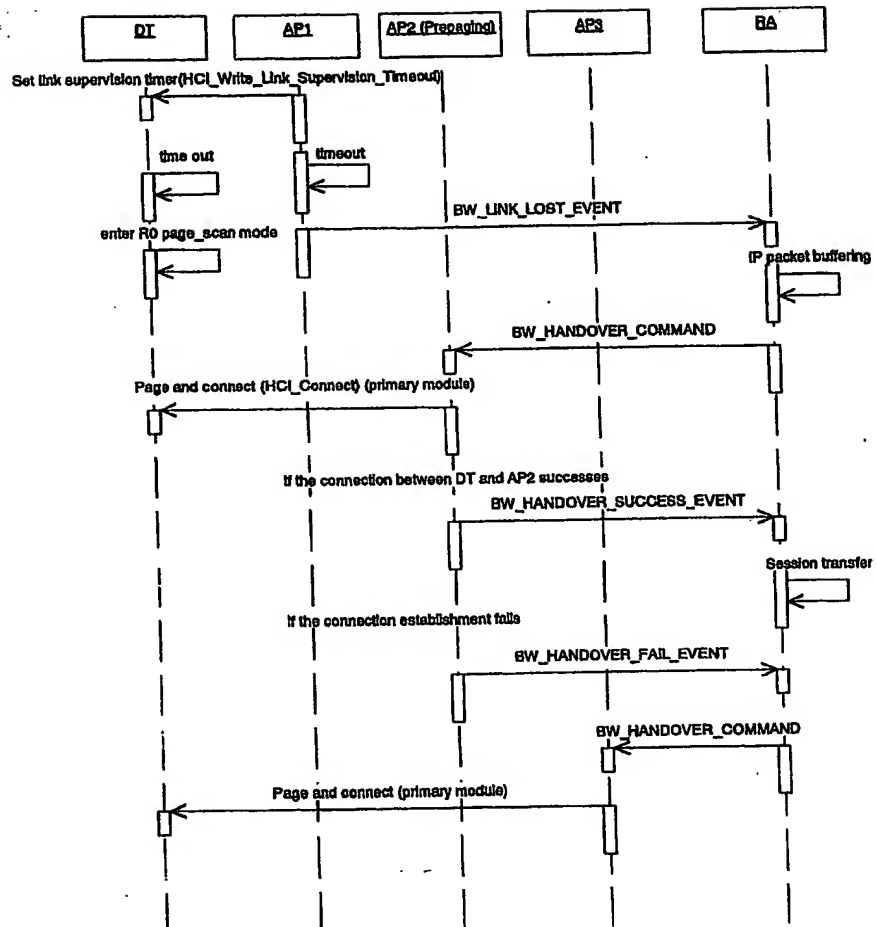 DT
AP1
AP2 (Prepaging)
AP3
RA
Set link supervision timer(HCI_Write_Link_Supervision_Timeout)
time out
timeout
BW_LINK_LOST_EVENT
enter R0 page_scan mode
IP packet buffering
BW_HANDOVER_COMMAND
Page and connect (HCI_Connect) (primary module)
If the connection between DT and AP2 successes
BW_HANDOVER_SUCCESS_EVENT
Session transfer
If the connection establishment fails
BW_HANDOVER_FAIL_EVENT
BW_HANDOVER_COMMAND
Page and connect (primary module)